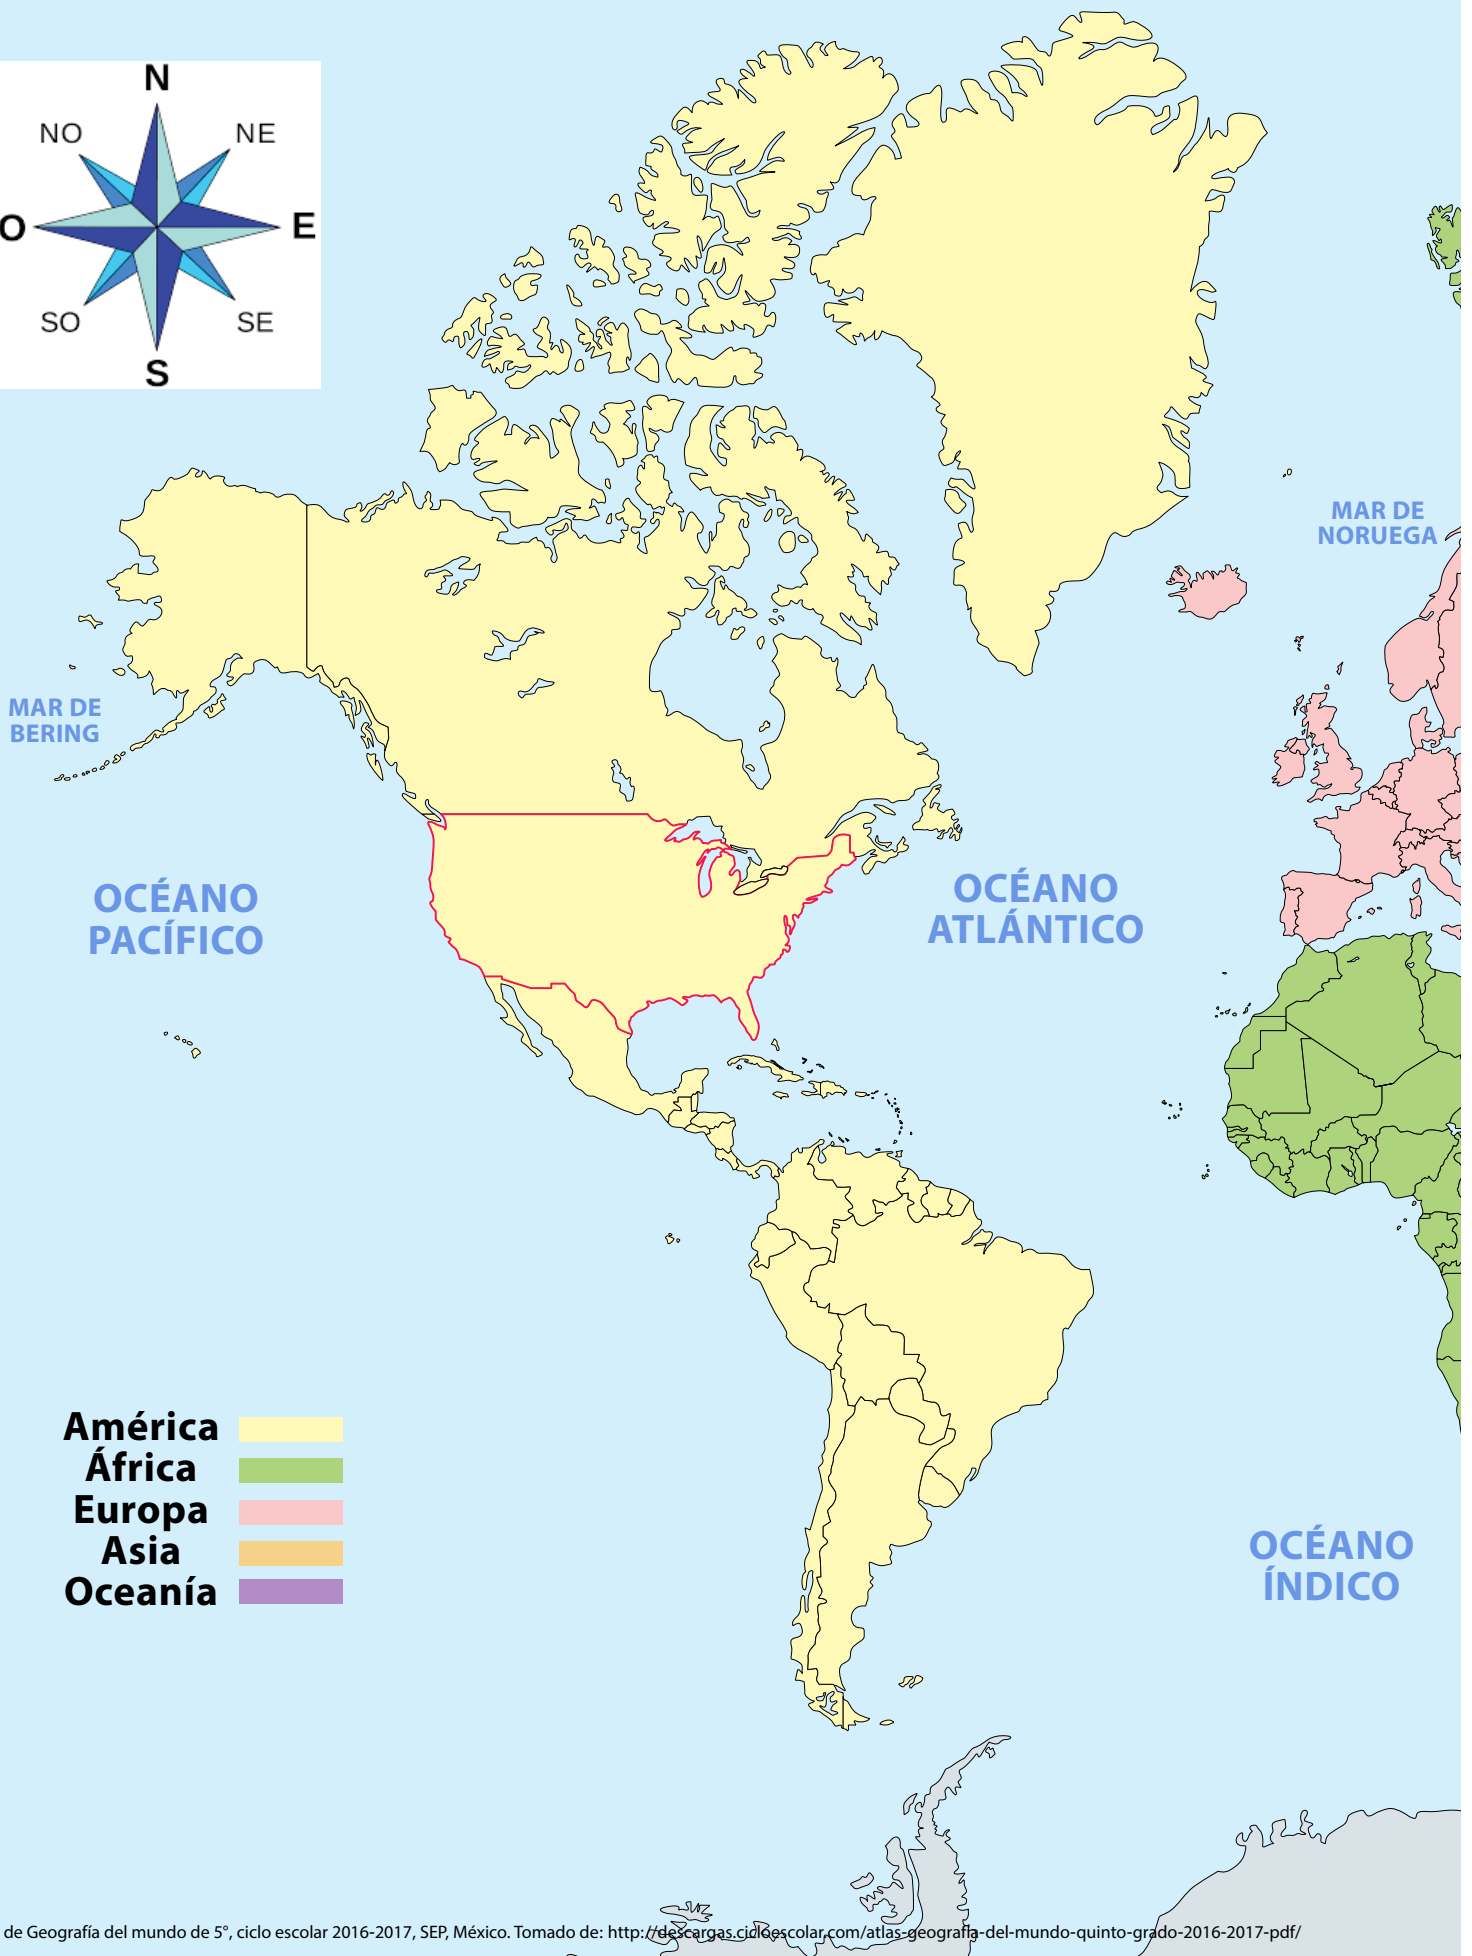 N
NO
NE
O
E
SO
SE
S
MAR DE
NORUEGA
MAR DE
BERING
OCÉANO
PACÍFICO
OCÉANO
ATLÁNTICO
América
África
Europa
Asia
Oceanía
OCÉANO
ÍNDICO
de Geografía del mundo de 5°, ciclo escolar 2016-2017, SEP, México. Tomado de: http://descargas.cicloescolar.com/atlas-geografia-del-mundo-quinto-grado-2016-2017-pdf/